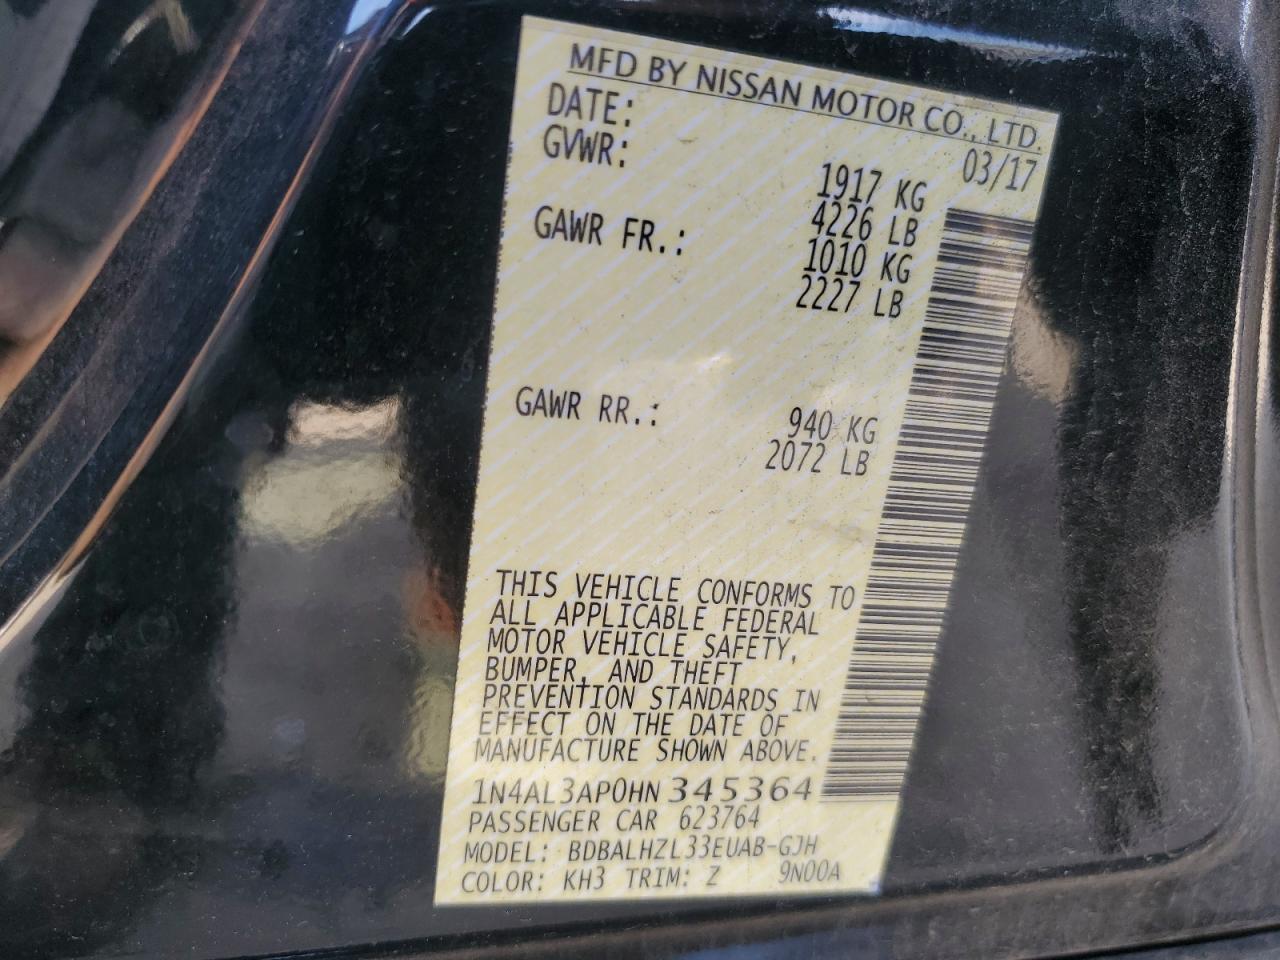 MFD BY NISSAN MOTOR CO., LTD.
DATE: 03/17
GVWR: 1917 KG
4226 LB
GAWR FR.: 1010 KG
2227 LB
GAWR RR.: 940 KG
2072 LB
THIS VEHICLE CONFORMS TO
ALL APPLICABLE FEDERAL
MOTOR VEHICLE SAFETY,
BUMPER, AND THEFT
PREVENTION STANDARDS IN
EFFECT ON THE DATE OF
MANUFACTURE SHOWN ABOVE.
1N4AL3AP0HN345364
PASSENGER CAR 623764
MODEL: BDBALHZL33EUAB-GJH
COLOR: KH3 TRIM: Z 9N00A